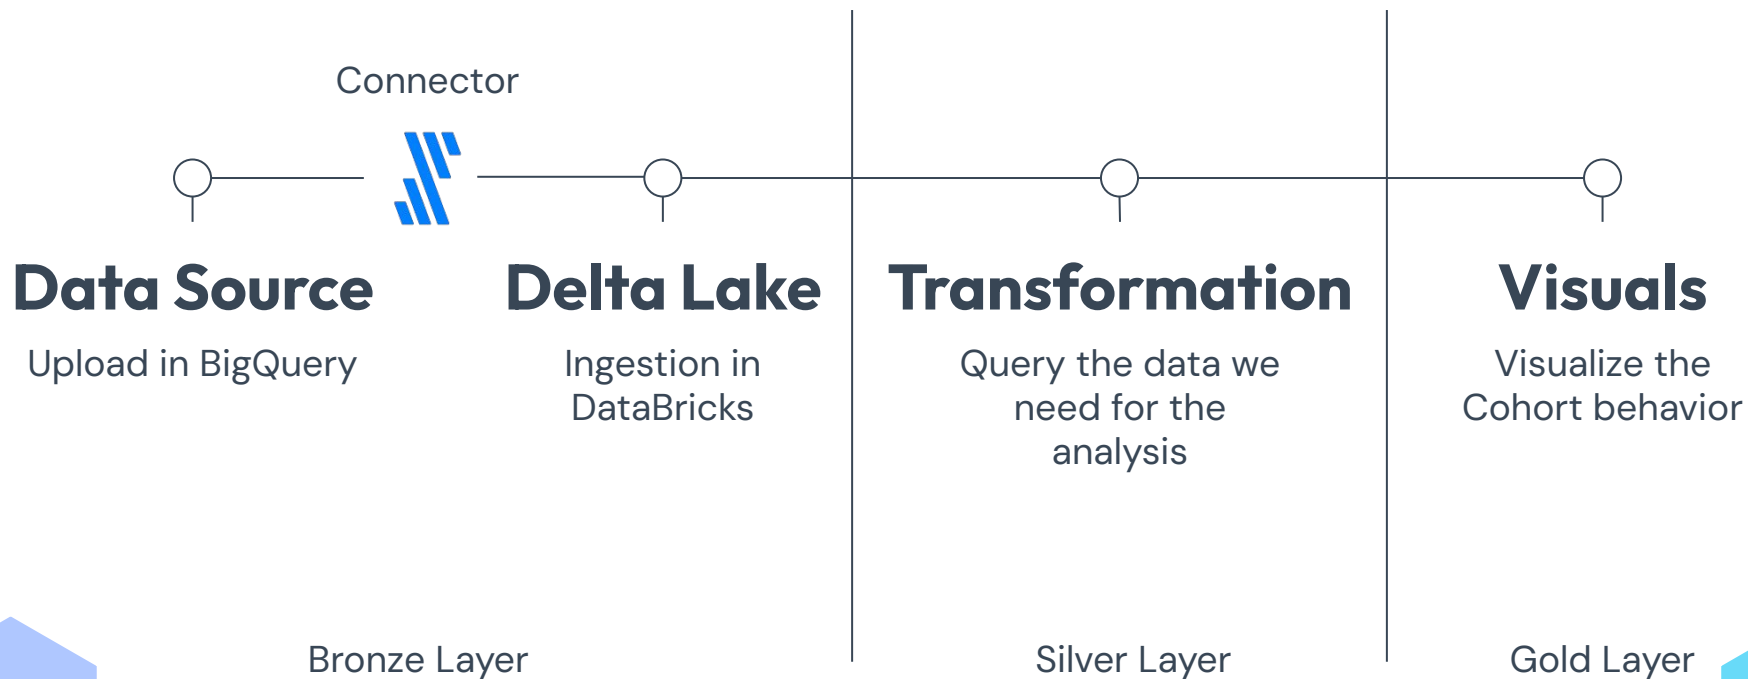 Connector
Data Source
Upload in BigQuery
Delta Lake
Ingestion in
DataBricks
Transformation
Query the data we
need for the
analysis
Visuals
Visualize the
Cohort behavior
Bronze Layer
Silver Layer
Gold Layer